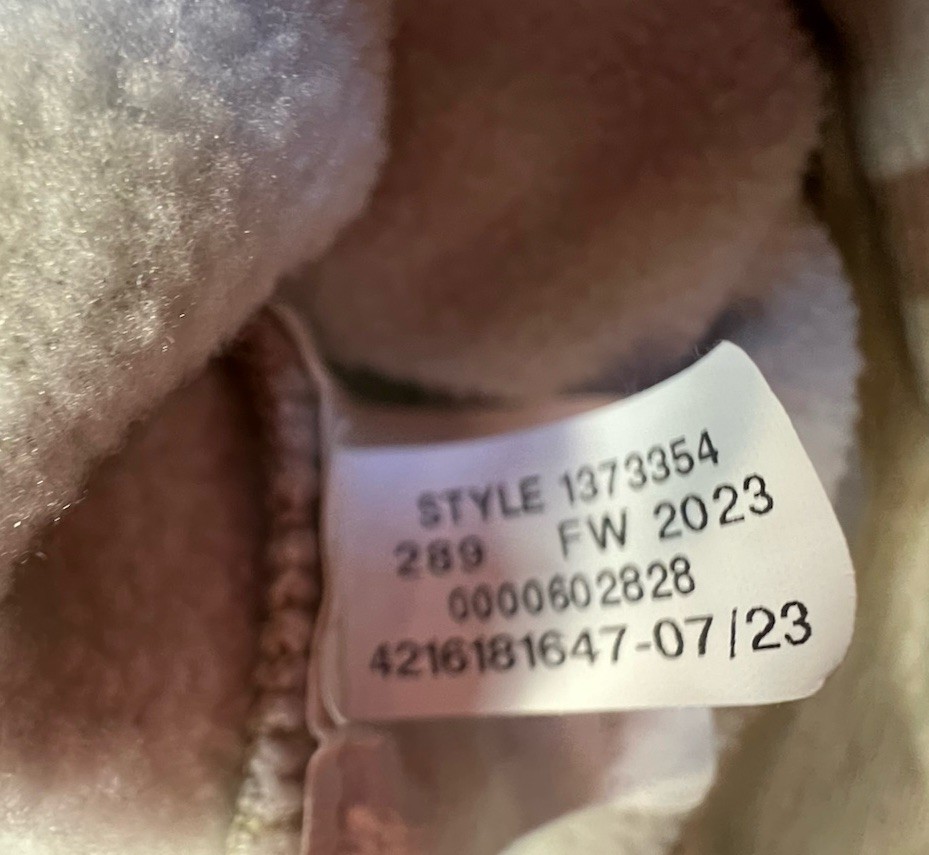 STYLE 1373354
289 FW 2023
0000602828
4216181647-07/23